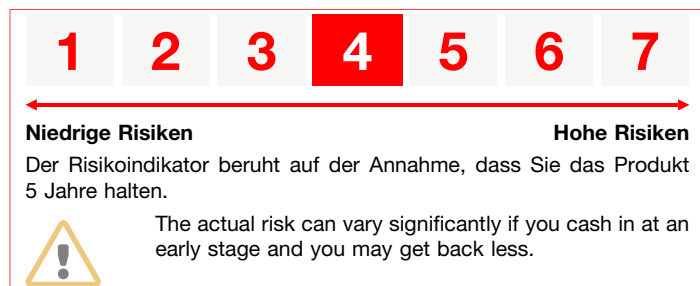 1 2 3 4 5 6 7
Niedrige Risiken Hohe Risiken
Der Risikoindikator beruht auf der Annahme, dass Sie das Produkt
5 Jahre halten.
The actual risk can vary significantly if you cash in at an
early stage and you may get back less.